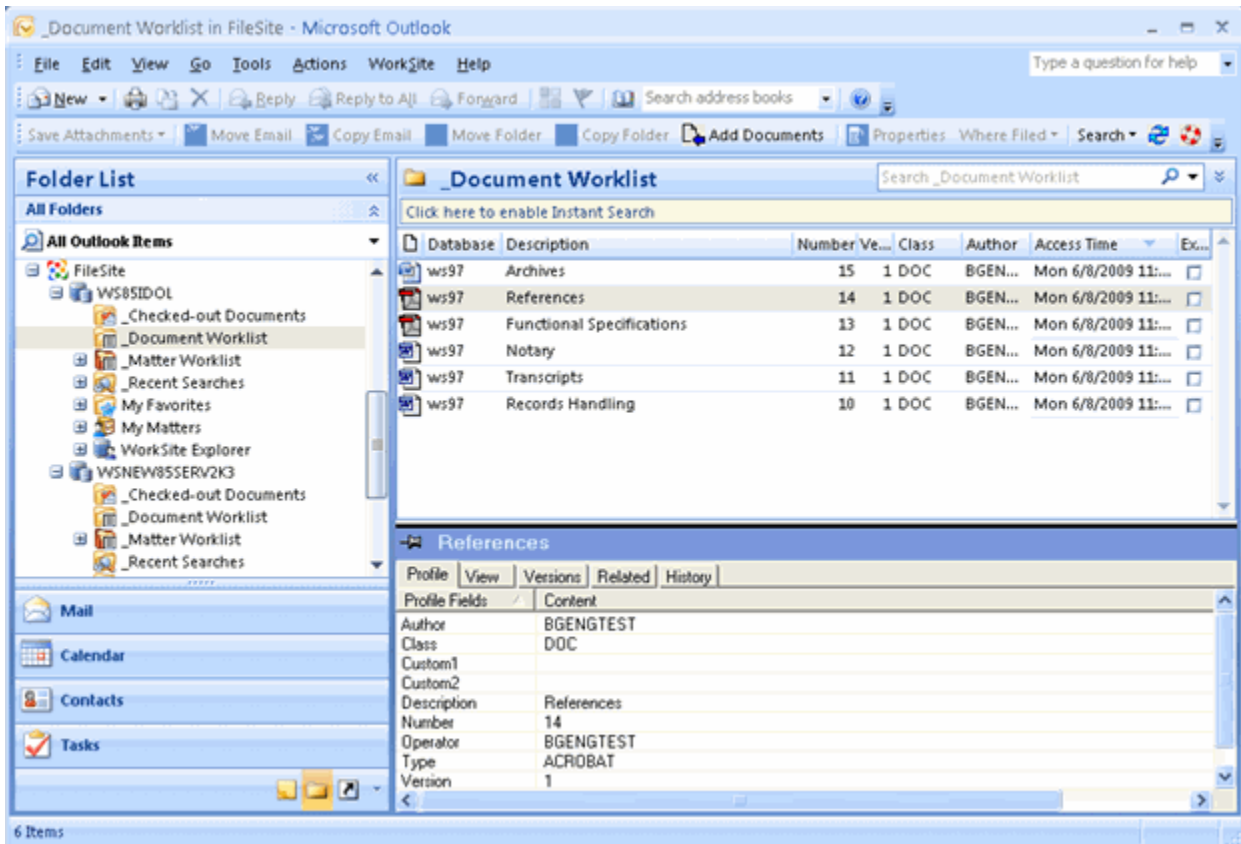 _Document Worklist in FileSite - Microsoft Outlook
File Edit View Go Tools Actions WorkSite Help Type a question for help
New Reply Reply to All Forward Search address books
Save Attachments Move Email Copy Email Move Folder Copy Folder Add Documents Properties Where Filed Search
Folder List «
All Folders
All Outlook Items
FileSite
WS85IDOL
_Checked-out Documents
_Document Worklist
_Matter Worklist
_Recent Searches
My Favorites
My Matters
WorkSite Explorer
WSNEW85SERV2K3
_Checked-out Documents
_Document Worklist
_Matter Worklist
_Recent Searches
Mail
Calendar
Contacts
Tasks
_Document Worklist Search _Document Worklist
Click here to enable Instant Search
Database Description Number Ve... Class Author Access Time Ex...
ws97 Archives 15 1 DOC BGEN... Mon 6/8/2009 11:...
ws97 References 14 1 DOC BGEN... Mon 6/8/2009 11:...
ws97 Functional Specifications 13 1 DOC BGEN... Mon 6/8/2009 11:...
ws97 Notary 12 1 DOC BGEN... Mon 6/8/2009 11:...
ws97 Transcripts 11 1 DOC BGEN... Mon 6/8/2009 11:...
ws97 Records Handling 10 1 DOC BGEN... Mon 6/8/2009 11:...
References
Profile View Versions Related History
Profile Fields Content
Author BGENGTEST
Class DOC
Custom1
Custom2
Description References
Number 14
Operator BGENGTEST
Type ACROBAT
Version 1
6 Items